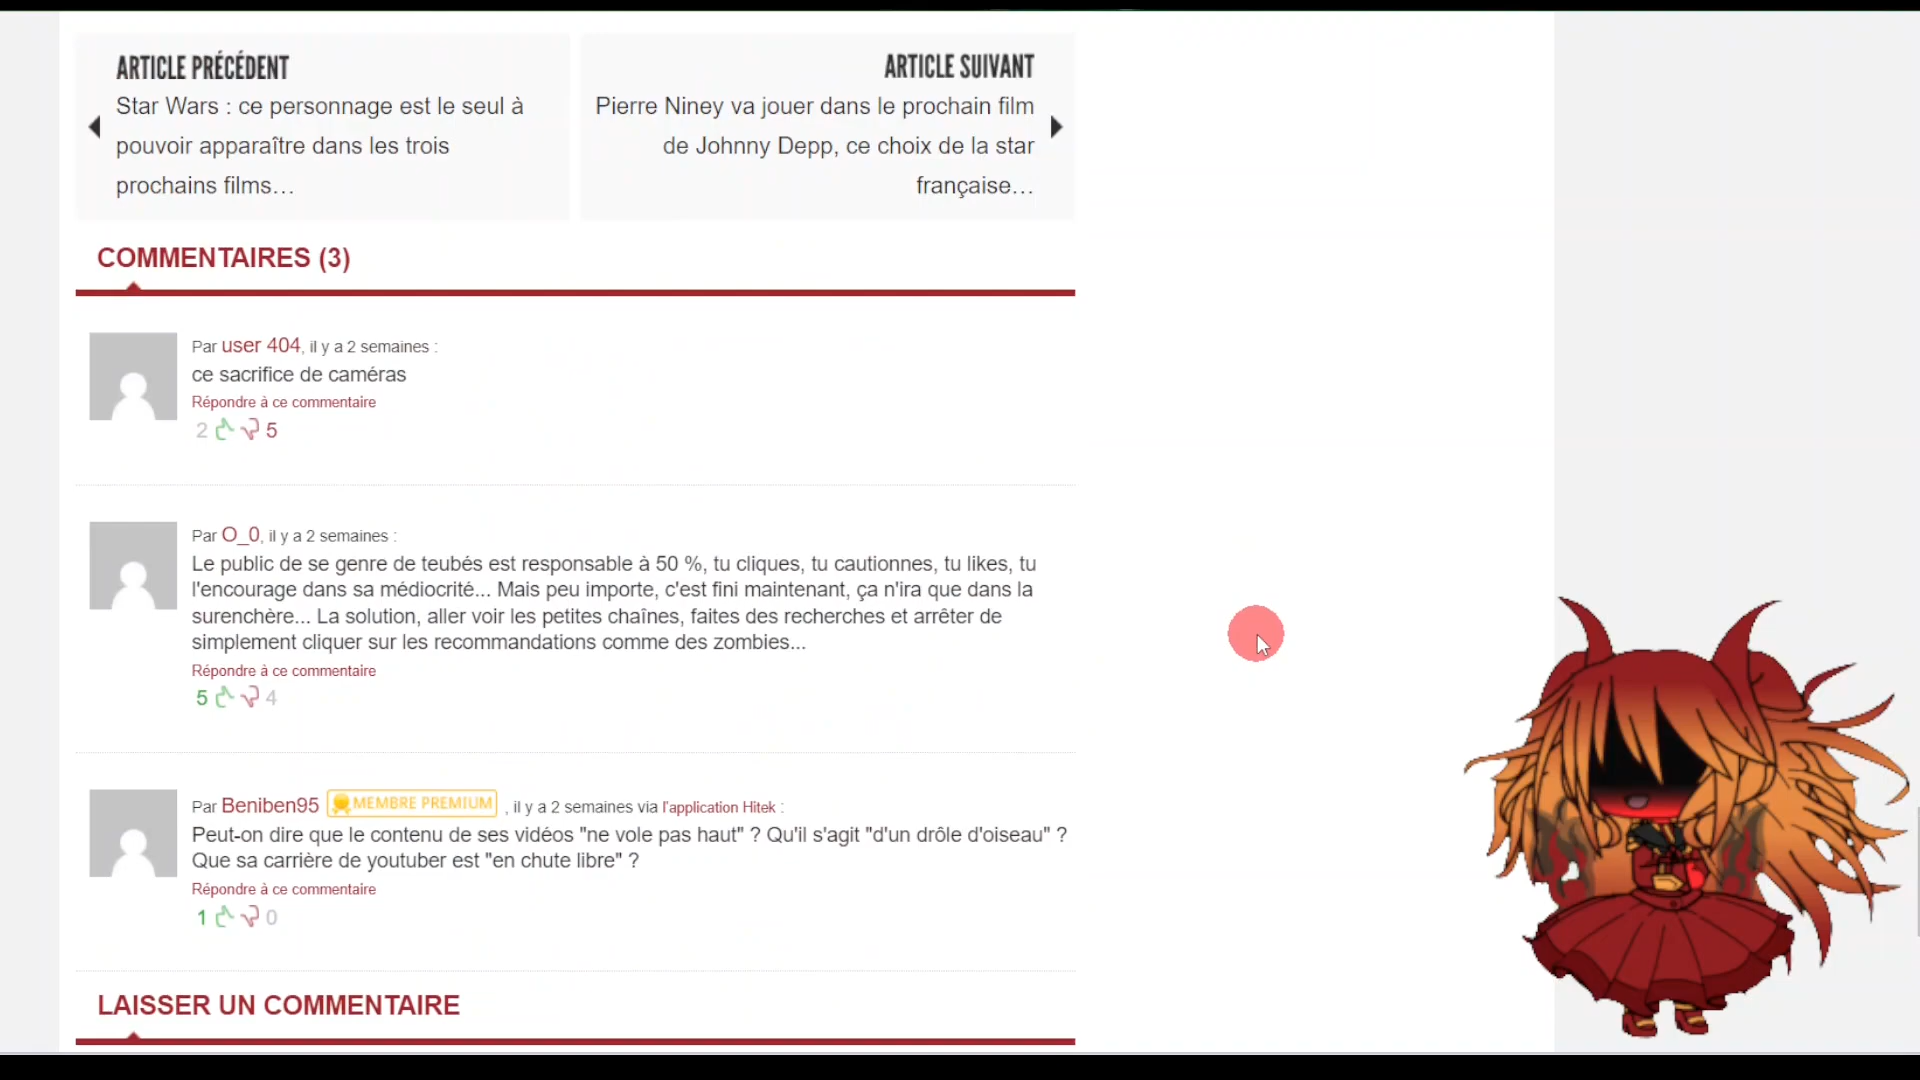 ARTICLE PRÉCÉDENT
Star Wars : ce personnage est le seul à
pouvoir apparaître dans les trois
prochains films…
ARTICLE SUIVANT
Pierre Niney va jouer dans le prochain film
de Johnny Depp, ce choix de la star
française…
COMMENTAIRES (3)
Par user 404, il y a 2 semaines :
ce sacrifice de caméras
Répondre à ce commentaire
2 5
Par O_0, il y a 2 semaines :
Le public de se genre de teubés est responsable à 50 %, tu cliques, tu cautionnes, tu likes, tu
l'encourage dans sa médiocrité... Mais peu importe, c'est fini maintenant, ça n'ira que dans la
surenchère... La solution, aller voir les petites chaînes, faites des recherches et arrêter de
simplement cliquer sur les recommandations comme des zombies...
Répondre à ce commentaire
5 4
Par Beniben95 MEMBRE PREMIUM , il y a 2 semaines via l'application Hitek :
Peut-on dire que le contenu de ses vidéos "ne vole pas haut" ? Qu'il s'agit "d'un drôle d'oiseau" ?
Que sa carrière de youtuber est "en chute libre" ?
Répondre à ce commentaire
1 0
LAISSER UN COMMENTAIRE